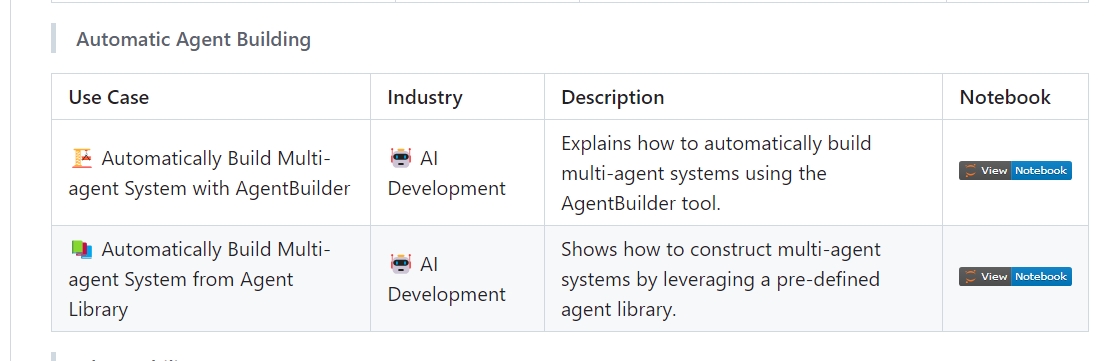 Automatic Agent Building
Use Case
Industry
Description
Notebook
Automatically Build Multi-
agent System with AgentBuilder
AI
Development
Explains how to automatically build
multi-agent systems using the
AgentBuilder tool.
View Notebook
Automatically Build Multi-
agent System from Agent
Library
AI
Development
Shows how to construct multi-agent
systems by leveraging a pre-defined
agent library.
View Notebook